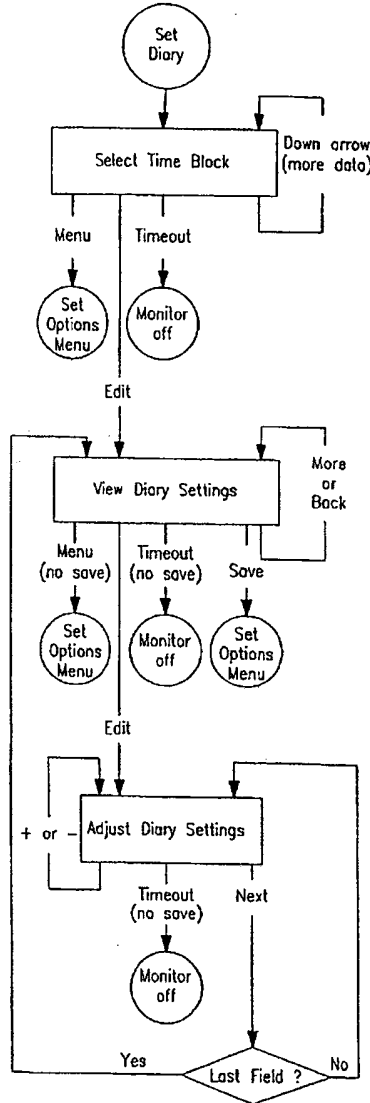 Set
Diary
Select Time Block
Down arrow
(more data)
Menu
Timeout
Set
Options
Menu
Monitor
off
Edit
View Diary Settings
More
or
Back
Menu
(no save)
Timeout
(no save)
Save
Set
Options
Menu
Monitor
off
Set
Options
Menu
Edit
+ or -
Adjust Diary Settings
Timeout
(no save)
Next
Monitor
off
Yes
Last Field ?
No